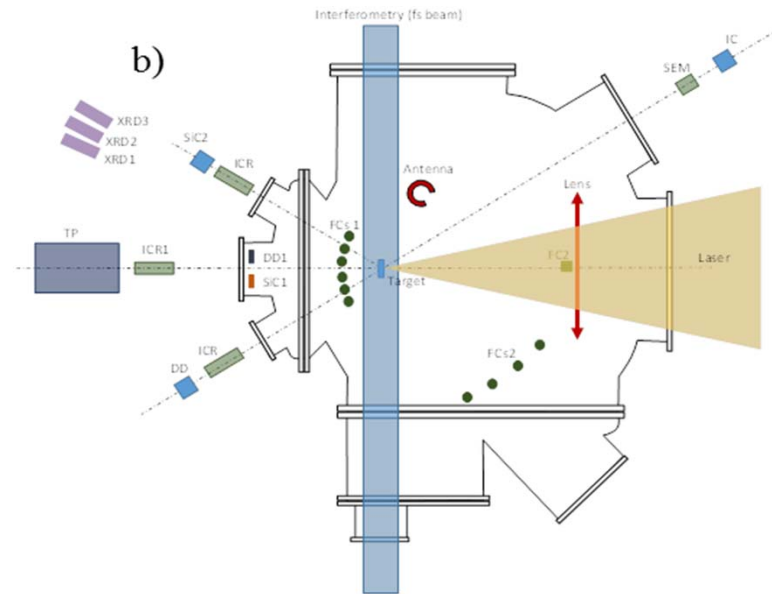 Interferometry (fs beam)
b)
IC
SEM
XRD3
XRD2
XRD1
SiC2
ICR
Antenna
Lens
FCs 1
TP
ICR1
DD1
SiC1
Target
FC2
Laser
ICR
DD
FCs2